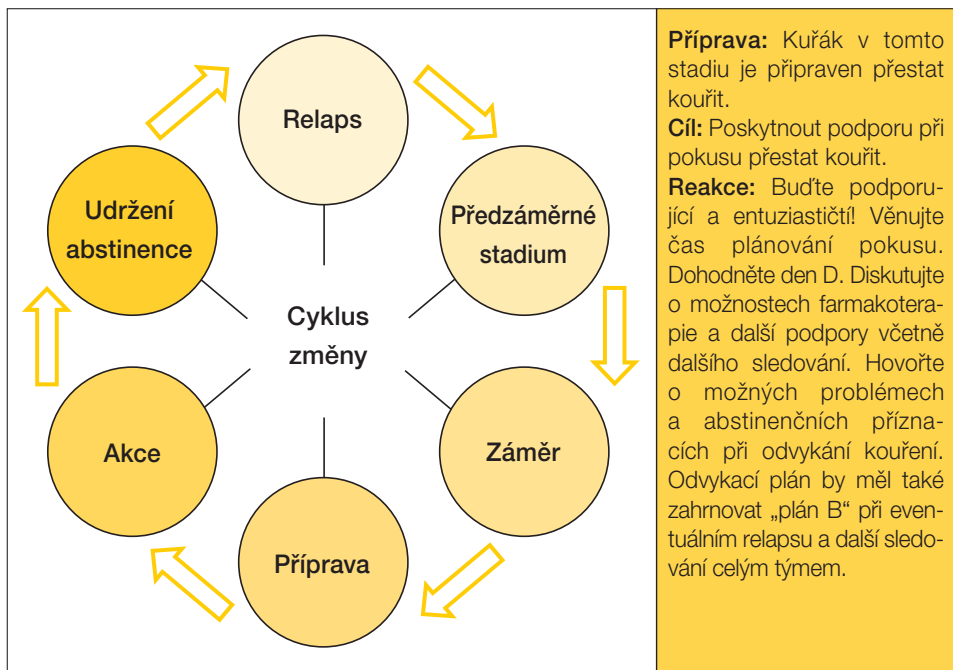 Relaps
Předzáměrné
stadium
Záměr
Příprava
Akce
Udržení
abstinence
Cyklus
změny
Příprava: Kuřák v tomto
stadiu je připraven přestat
kouřit.
Cíl: Poskytnout podporu při
pokusu přestat kouřit.
Reakce: Buďte podporu-
jící a entuziastičtí! Věnujte
čas plánování pokusu.
Dohodněte den D. Diskutujte
o možnostech farmakotera-
pie a další podpory včetně
dalšího sledování. Hovořte
o možných problémech
a abstinenčních přízna-
cích při odvykání kouření.
Odvykací plán by měl také
zahrnovat „plán B“ při even-
tuálním relapsu a další sledo-
vání celým týmem.